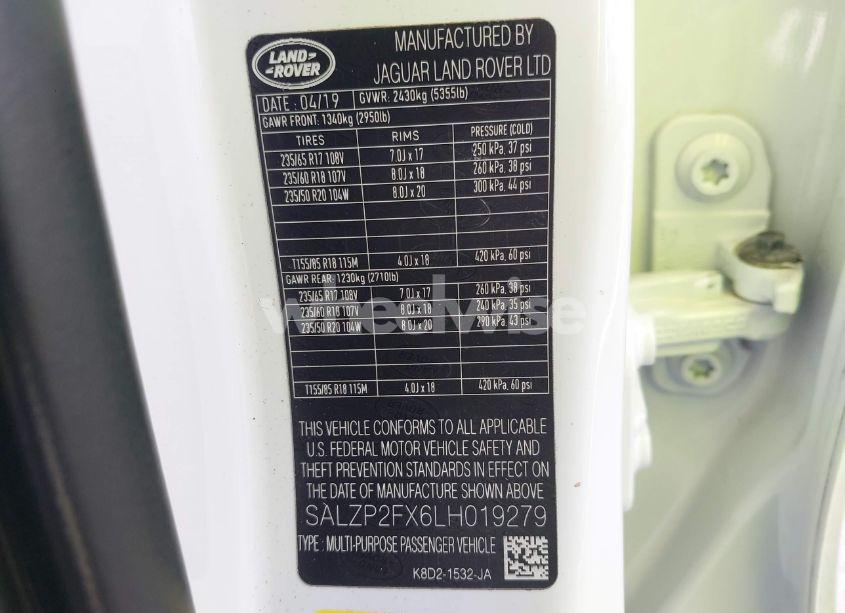 LAND-
-ROVER
MANUFACTURED BY
JAGUAR LAND ROVER LTD
DATE : 04/19 GVWR: 2430kg (5355lb)
GAWR FRONT: 1340kg (2950lb)
TIRES RIMS PRESSURE (COLD)
235/65 R17 108V 7.0J x 17 250 kPa, 37 psi
235/60 R18 107V 8.0J x 18 260 kPa, 38 psi
235/50 R20 104W 8.0J x 20 300 kPa, 44 psi
T155/85 R18 115M 4.0J x 18 420 kPa, 60 psi
GAWR REAR: 1230kg (2710lb)
235/65 R17 108V 7.0J x 17 260 kPa, 38 psi
235/60 R18 107V 8.0J x 18 240 kPa, 35 psi
235/50 R20 104W 8.0J x 20 290 kPa, 43 psi
T155/85 R18 115M 4.0J x 18 420 kPa, 60 psi
THIS VEHICLE CONFORMS TO ALL APPLICABLE
U.S. FEDERAL MOTOR VEHICLE SAFETY AND
THEFT PREVENTION STANDARDS IN EFFECT ON
THE DATE OF MANUFACTURE SHOWN ABOVE
SALZP2FX6LH019279
TYPE : MULTI-PURPOSE PASSENGER VEHICLE
K8D2-1532-JA